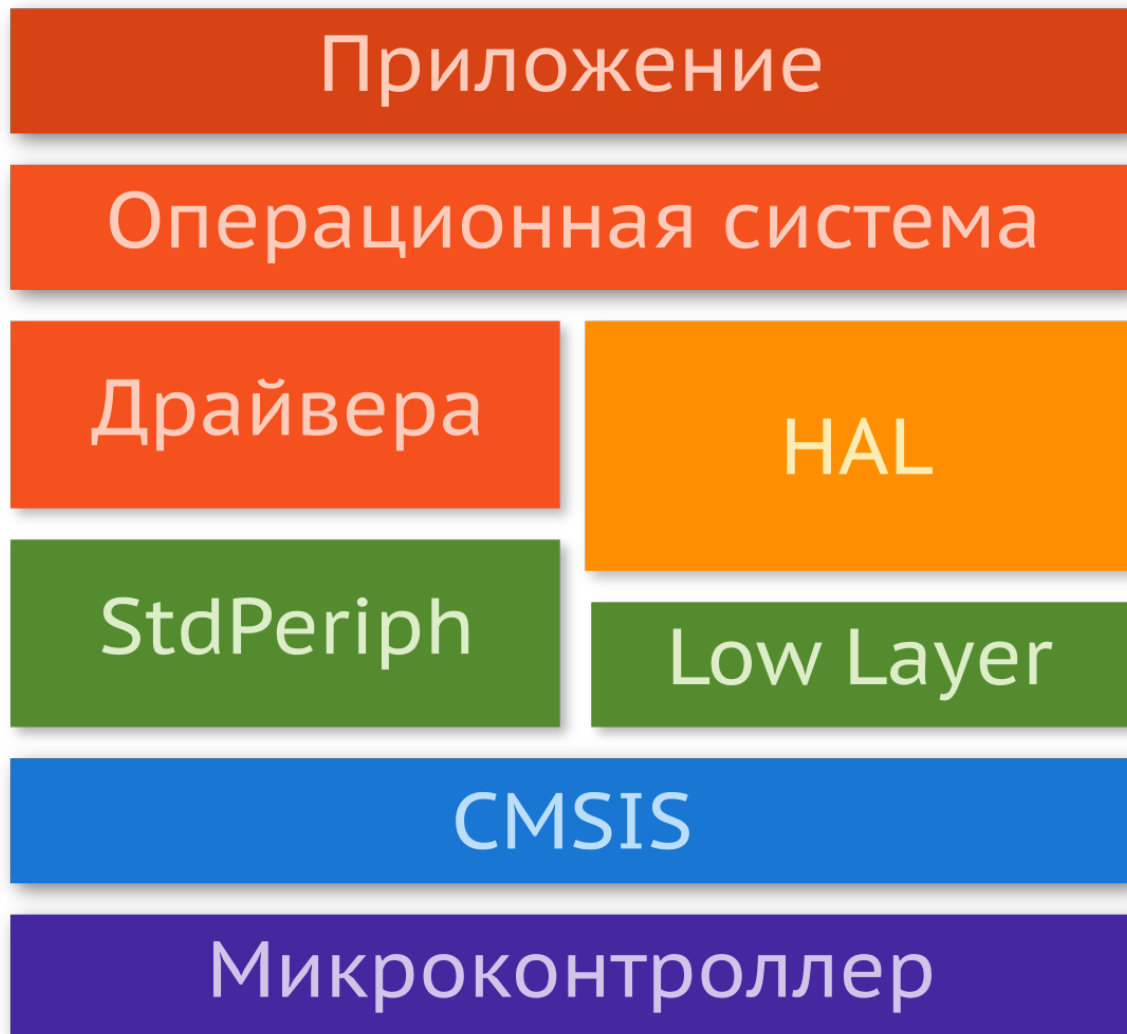 Приложение
Операционная система
Драйвера
HAL
StdPeriph
Low Layer
CMSIS
Микроконтроллер